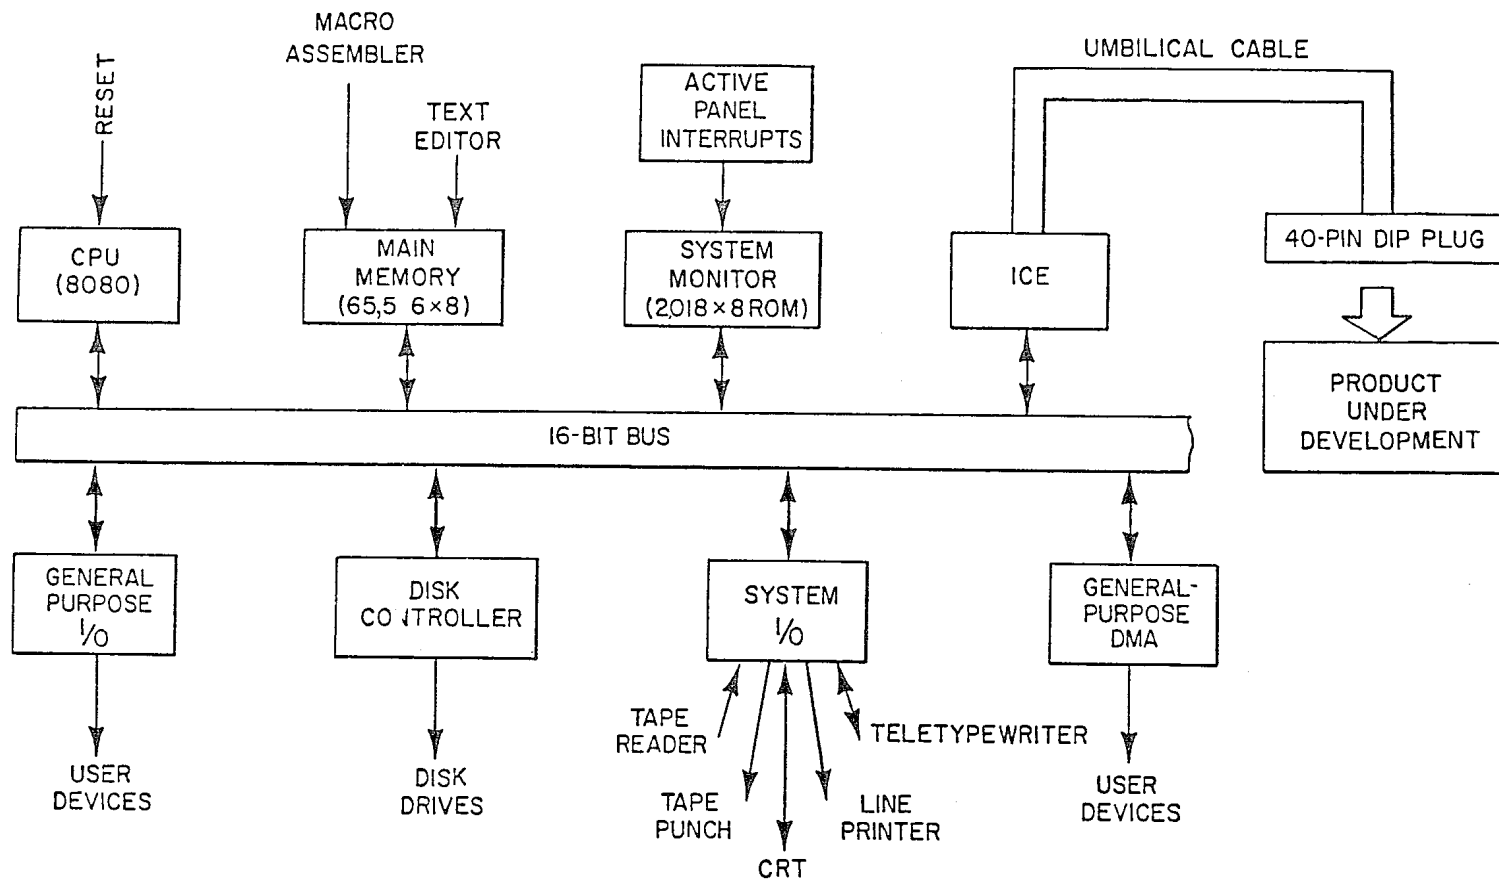 MACRO
ASSEMBLER
UMBILICAL CABLE
RESET
TEXT
EDITOR
ACTIVE
PANEL
INTERRUPTS
CPU
(8080)
MAIN
MEMORY
(65,5 6×8)
SYSTEM
MONITOR
(2,018×8 ROM)
ICE
40-PIN DIP PLUG
PRODUCT
UNDER
DEVELOPMENT
16-BIT BUS
GENERAL
PURPOSE
I/O
DISK
CONTROLLER
SYSTEM
I/O
GENERAL-
PURPOSE
DMA
TAPE
READER
TELETYPEWRITER
USER
DEVICES
DISK
DRIVES
TAPE
PUNCH
CRT
LINE
PRINTER
USER
DEVICES